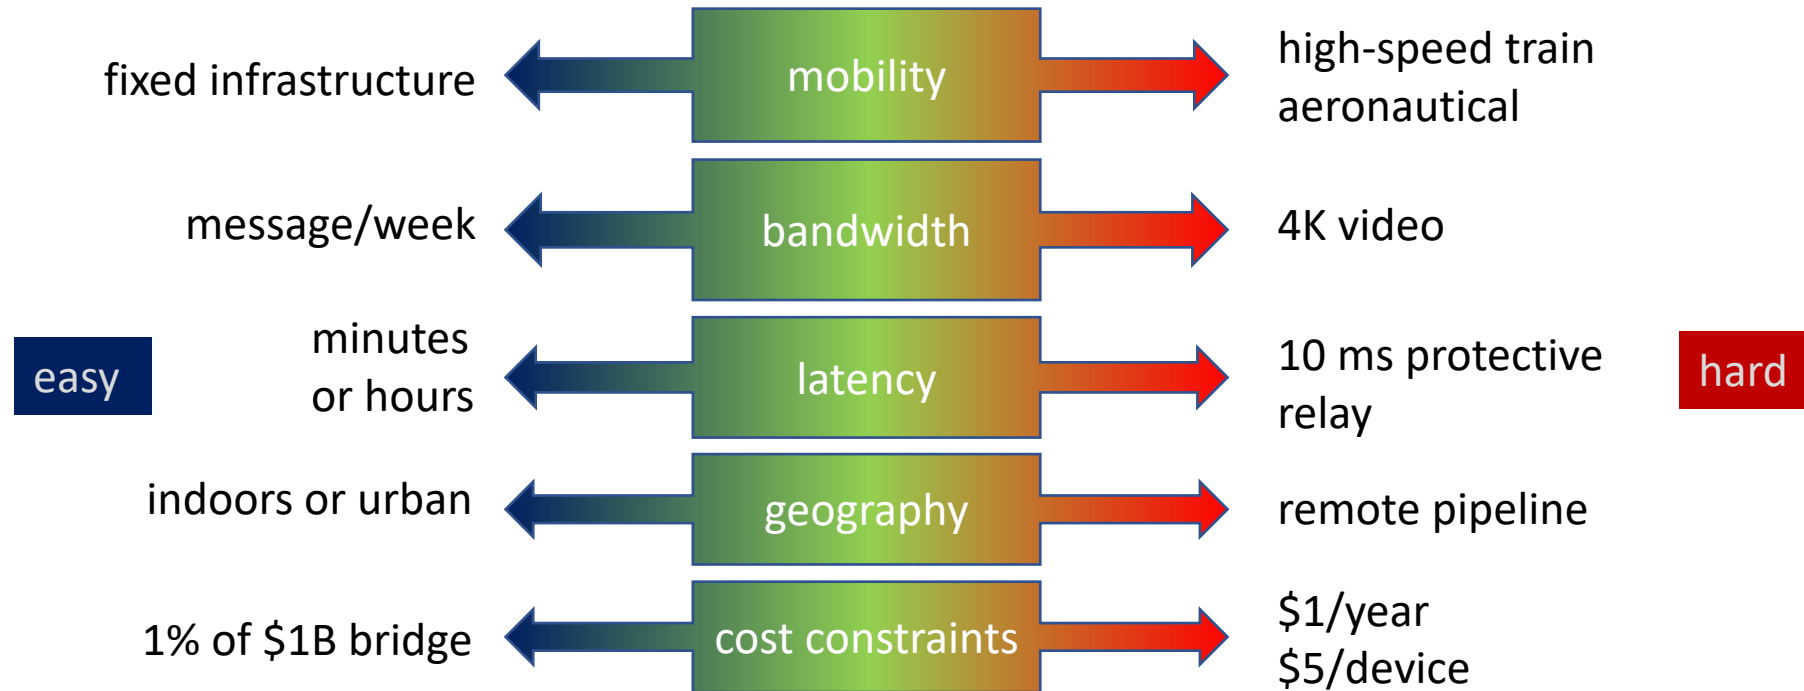 fixed infrastructure
mobility
high-speed train
aeronautical
message/week
bandwidth
4K video
easy
minutes
or hours
latency
10 ms protective
relay
hard
indoors or urban
geography
remote pipeline
1% of $1B bridge
cost constraints
$1/year
$5/device